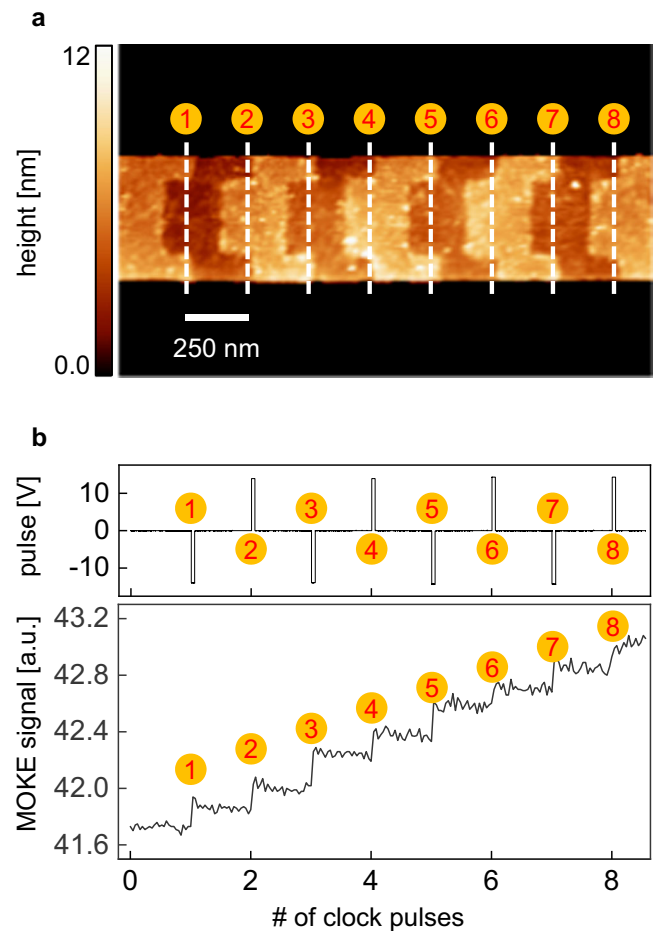 a
12
height [nm]
0.0
1 2 3 4 5 6 7 8
250 nm
b
pulse [V]
10
0
-10
1 3 5 7
2 4 6 8
MOKE signal [a.u.]
43.2
42.8
42.4
42.0
41.6
1 2 3 4 5 6 7 8
0 2 4 6 8
# of clock pulses